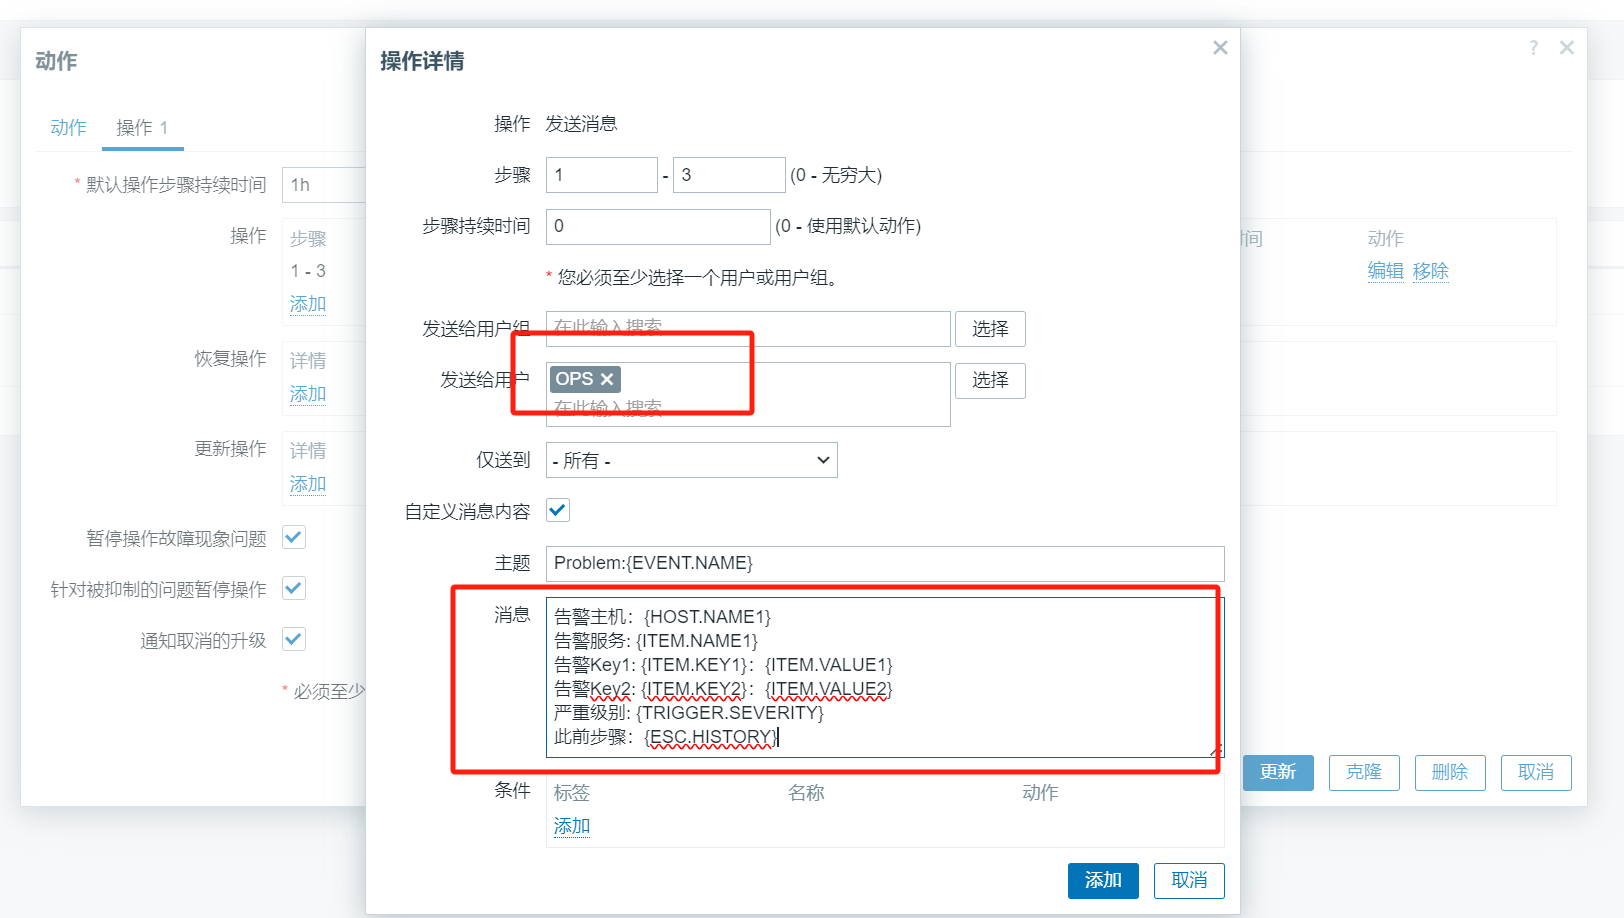 动作
操作详情
?
动作
操作 1
操作
发送消息
* 默认操作步骤持续时间
1h
步骤
1
-
3
(0 - 无穷大)
操作
步骤
步骤持续时间
0
(0 - 使用默认动作)
时间
动作
1 - 3
* 您必须至少选择一个用户或用户组。
编辑 移除
添加
发送给用户组
在此输入搜索
选择
恢复操作
详情
添加
发送给用户
OPS
在此输入搜索
选择
更新操作
详情
添加
仅送到
- 所有 -
自定义消息内容
暂停操作故障现象问题
主题
Problem:{EVENT.NAME}
针对被抑制的问题暂停操作
消息
告警主机：{HOST.NAME1}
告警服务: {ITEM.NAME1}
告警Key1: {ITEM.KEY1}：{ITEM.VALUE1}
告警Key2: {ITEM.KEY2}：{ITEM.VALUE2}
严重级别: {TRIGGER.SEVERITY}
此前步骤：{ESC.HISTORY}
通知取消的升级
* 必须至少
更新
克隆
删除
取消
条件
标签
名称
动作
添加
添加
取消